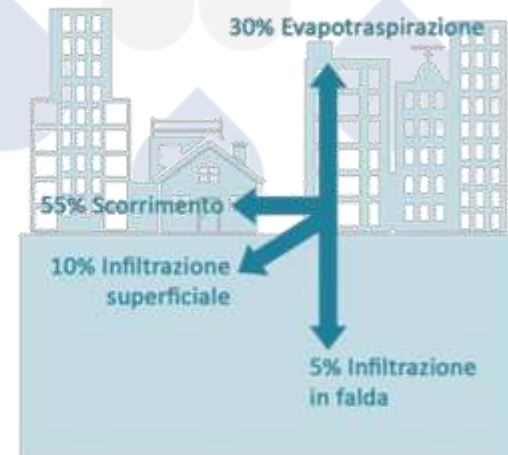 30% Evapotraspirazione
55% Scorrimento
10% Infiltrazione
superficiale
5% Infiltrazione
in falda